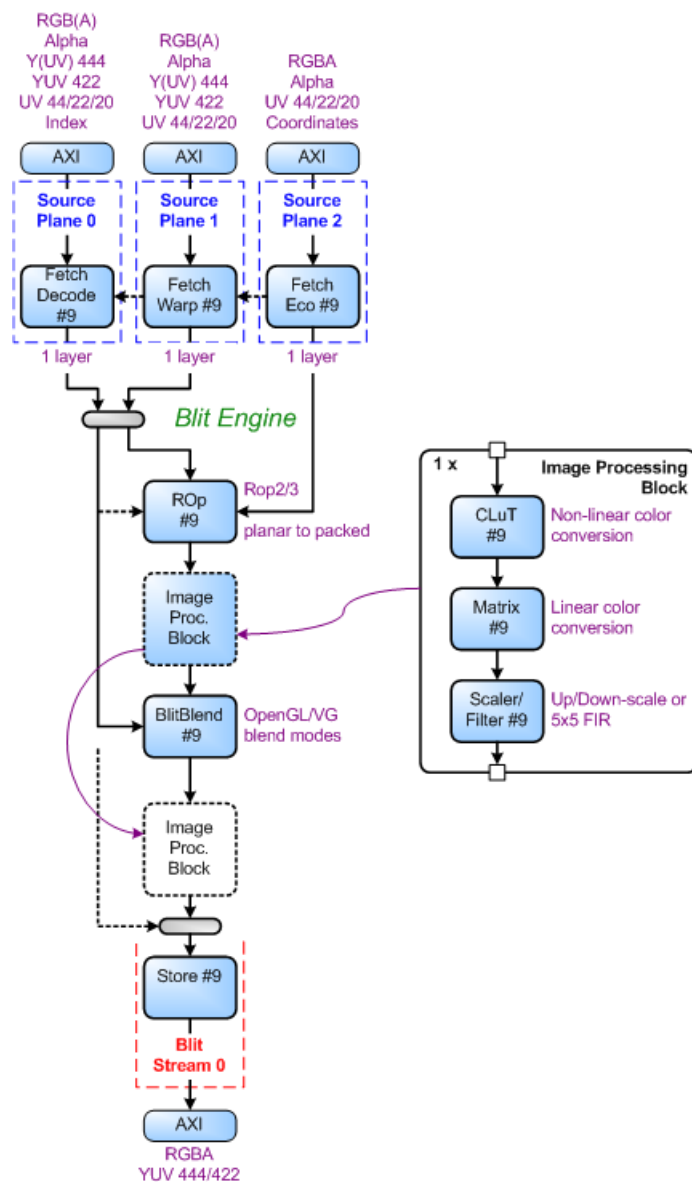 RGB(A)
Alpha
Y(UV) 444
YUV 422
UV 44/22/20
Index
RGB(A)
Alpha
Y(UV) 444
YUV 422
UV 44/22/20
RGBA
Alpha
UV 44/22/20
Coordinates
AXI
AXI
AXI
Source
Plane 0
Source
Plane 1
Source
Plane 2
Fetch
Decode
#9
Fetch
Warp #9
Fetch
Eco #9
1 layer
1 layer
1 layer
Blit Engine
ROp
#9
Rop2/3
planar to packed
Image
Proc.
Block
BlitBlend
#9
OpenGL/VG
blend modes
Image
Proc.
Block
Store #9
Blit
Stream 0
AXI
RGBA
YUV 444/422
1 x
Image Processing
Block
CLuT
#9
Non-linear color
conversion
Matrix
#9
Linear color
conversion
Scaler/
Filter #9
Up/Down-scale or
5x5 FIR